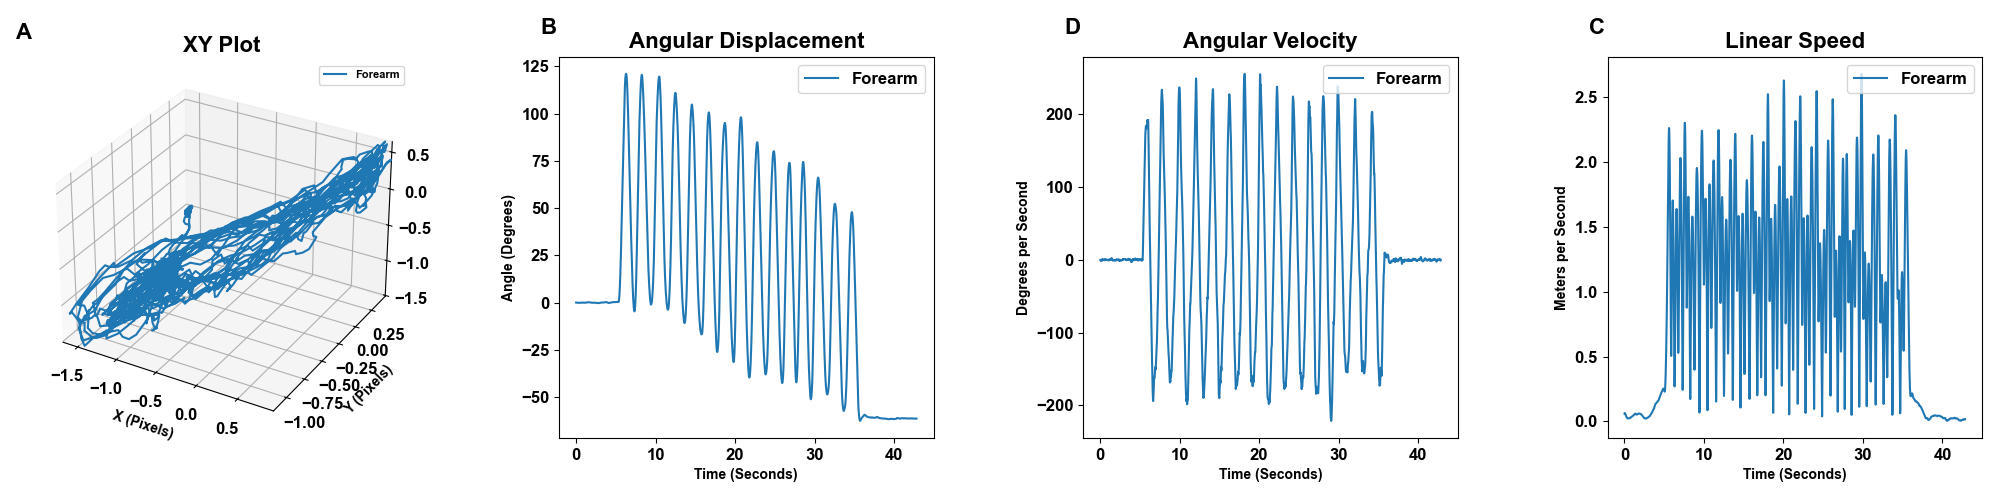 A
XY Plot
Forearm
0.5
0.0
−0.5
−1.0
−1.5
0.25
0.00
−0.25
−0.50
−0.75
−1.00
Y (Pixels)
−1.5
−1.0
−0.5
0.0
0.5
X (Pixels)
B
Angular Displacement
Forearm
125
100
75
50
25
0
−25
−50
Angle (Degrees)
0 10 20 30 40
Time (Seconds)
D
Angular Velocity
Forearm
200
100
0
−100
−200
Degrees per Second
0 10 20 30 40
Time (Seconds)
C
Linear Speed
Forearm
2.5
2.0
1.5
1.0
0.5
0.0
Meters per Second
0 10 20 30 40
Time (Seconds)